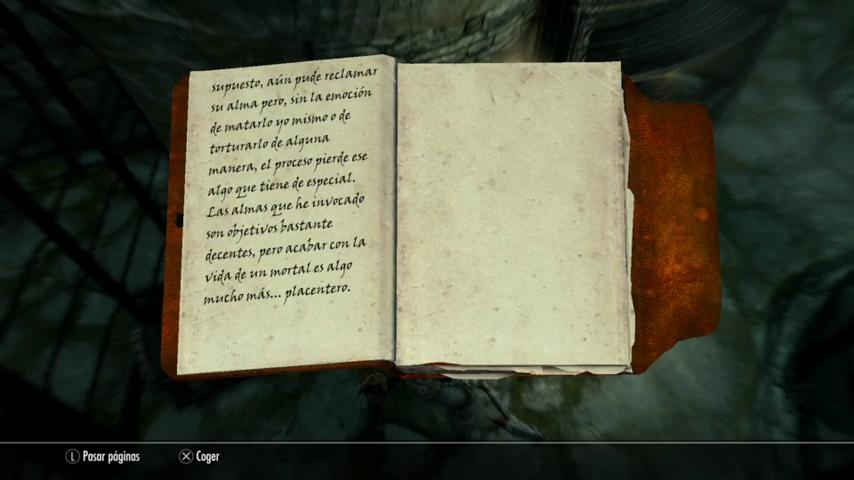 supuesto, aún pude reclamar
su alma pero, sin la emoción
de matarlo yo mismo o de
torturarlo de alguna
manera, el proceso pierde ese
algo que tiene de especial.
Las almas que he invocado
son objetivos bastante
decentes, pero acabar con la
vida de un mortal es algo
mucho más... placentero.
L Pasar páginas
X Coger